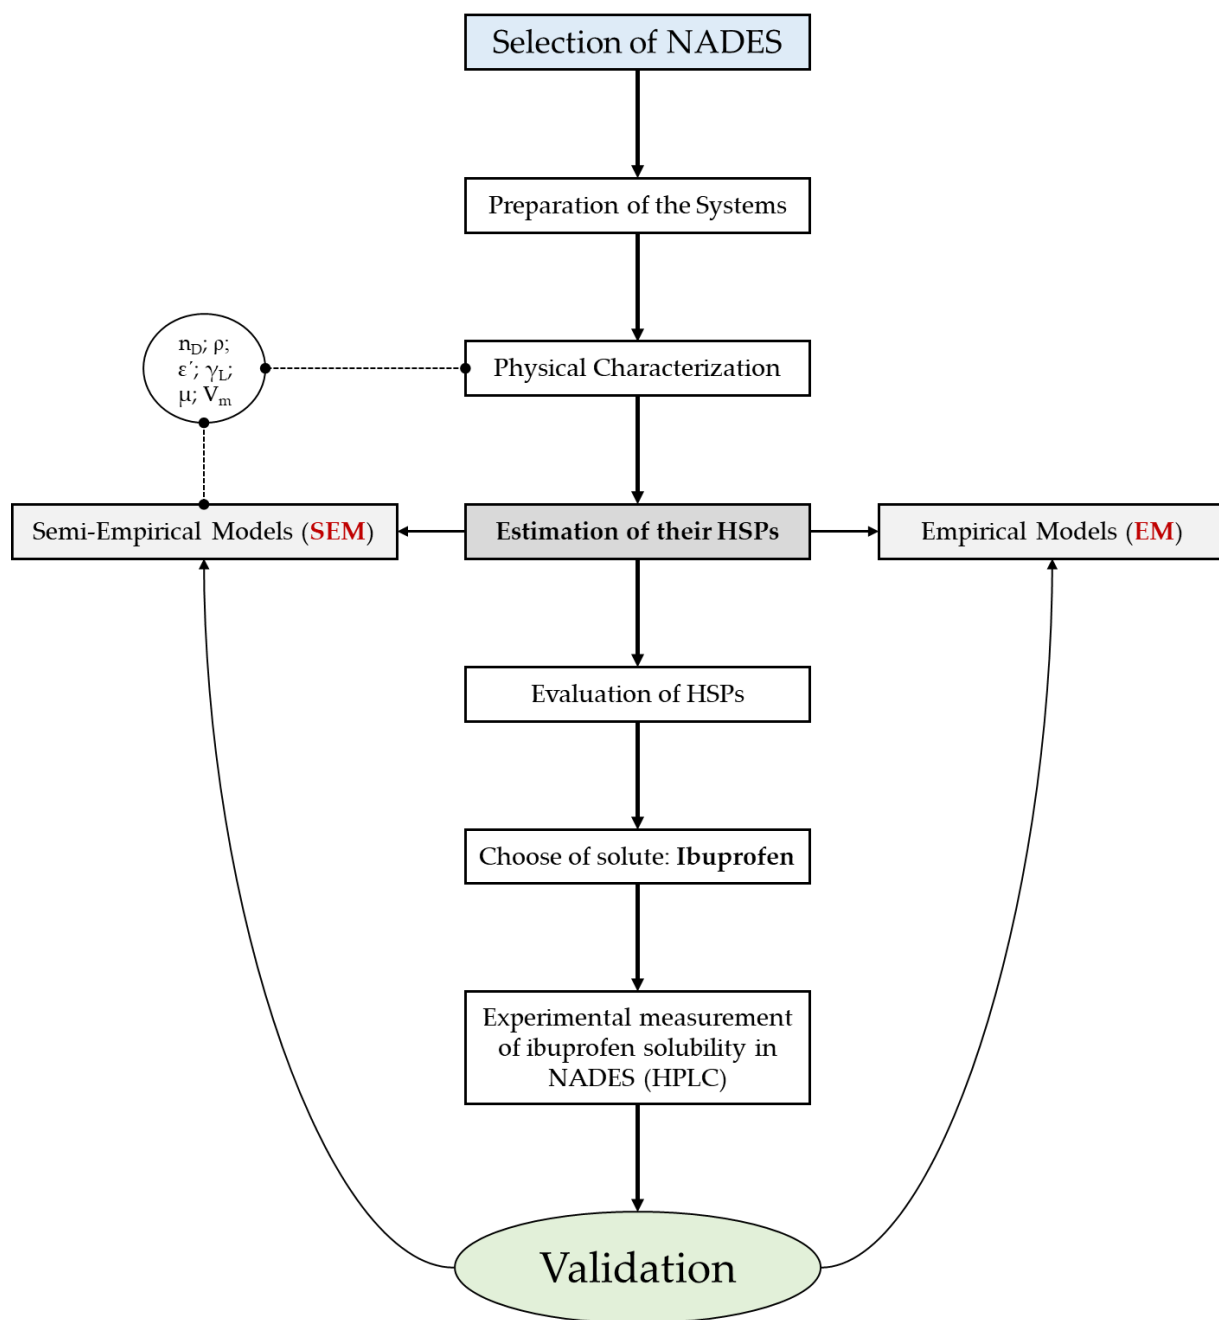 Selection of NADES
Preparation of the Systems
n_D; ρ;
ε´; γ_L;
μ; V_m
Physical Characterization
Semi-Empirical Models (SEM)
Estimation of their HSPs
Empirical Models (EM)
Evaluation of HSPs
Choose of solute: Ibuprofen
Experimental measurement
of ibuprofen solubility in
NADES (HPLC)
Validation